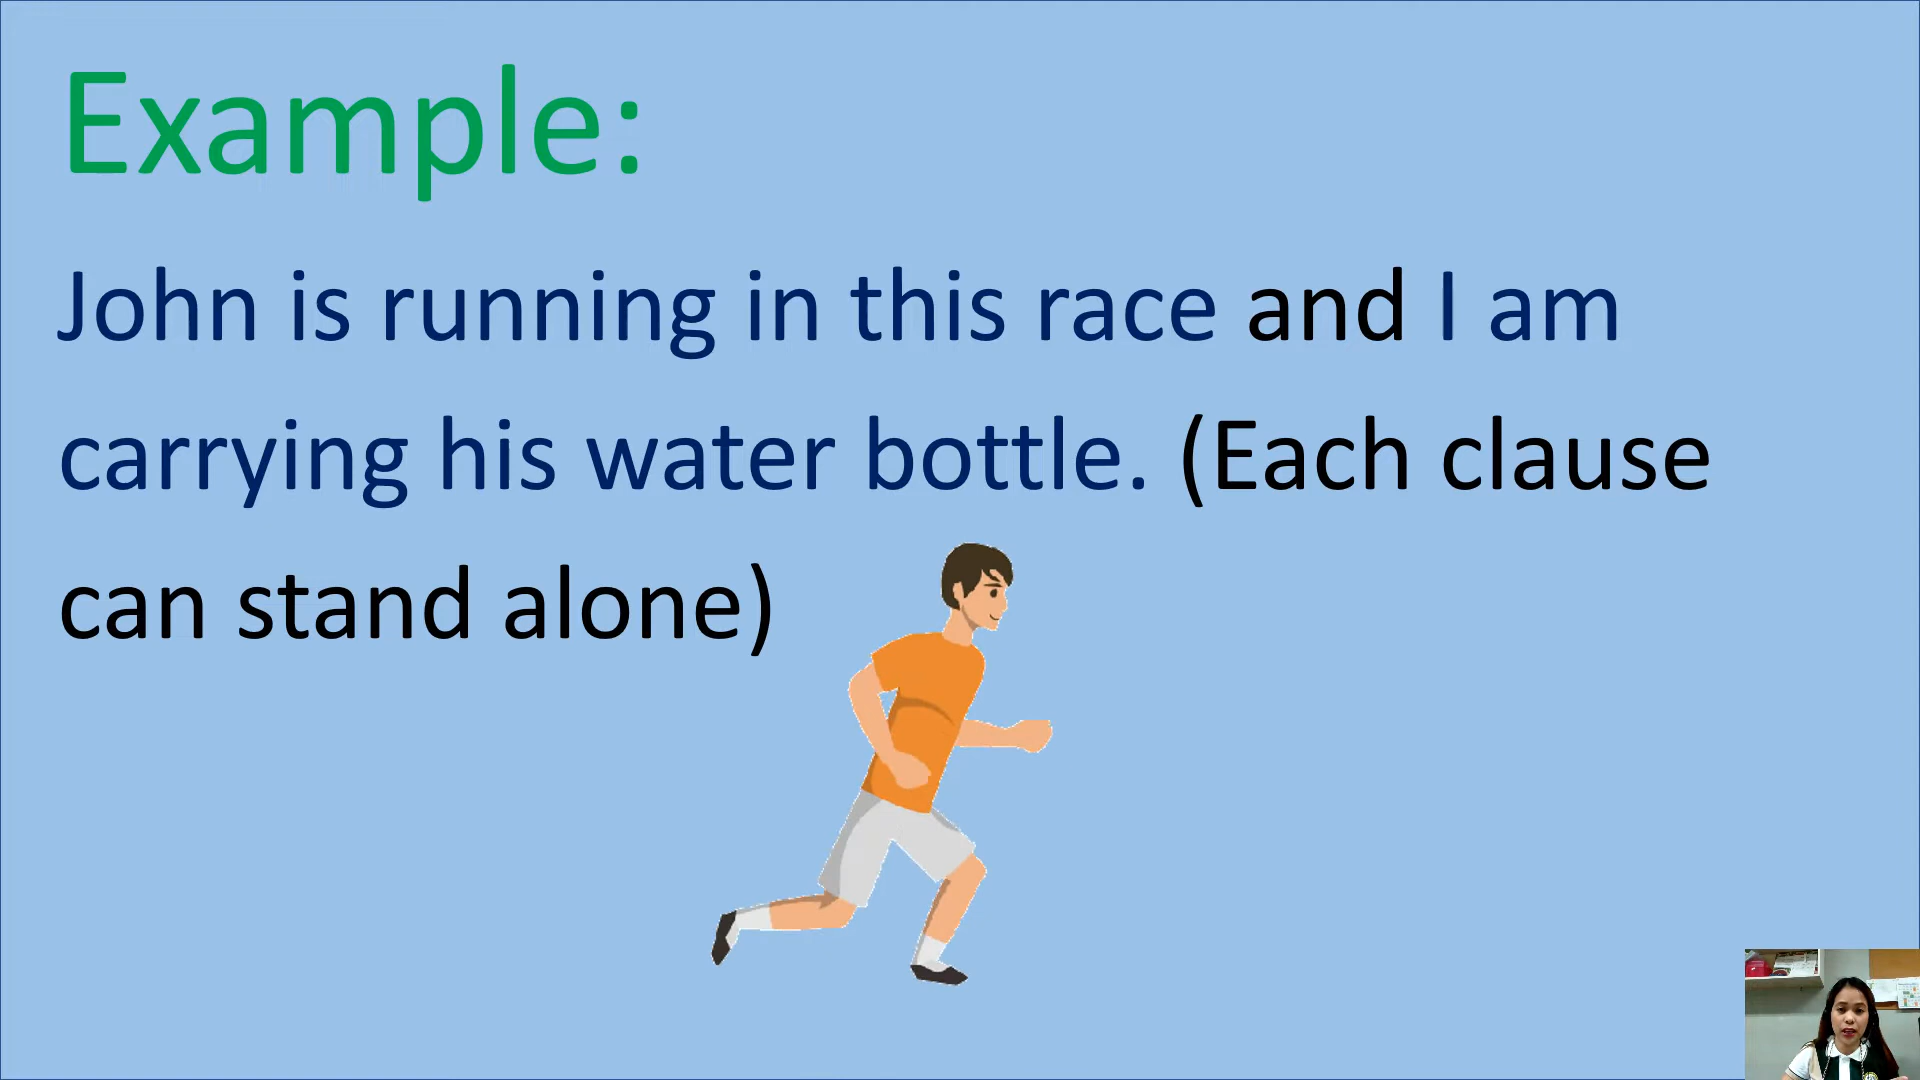 Example:
John is running in this race and I am
carrying his water bottle. (Each clause
can stand alone)